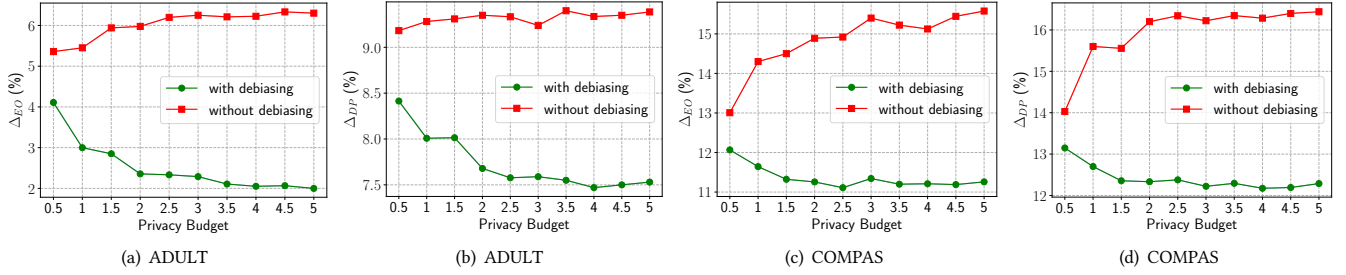 Δ_EO (%)
6
5
4
3
2
with debiasing
without debiasing
0.5 1 1.5 2 2.5 3 3.5 4 4.5 5
Privacy Budget
(a) ADULT
Δ_DP (%)
9.0
8.5
8.0
7.5
with debiasing
without debiasing
0.5 1 1.5 2 2.5 3 3.5 4 4.5 5
Privacy Budget
(b) ADULT
Δ_EO (%)
15
14
13
12
11
with debiasing
without debiasing
0.5 1 1.5 2 2.5 3 3.5 4 4.5 5
Privacy Budget
(c) COMPAS
Δ_DP (%)
16
15
14
13
12
with debiasing
without debiasing
0.5 1 1.5 2 2.5 3 3.5 4 4.5 5
Privacy Budget
(d) COMPAS